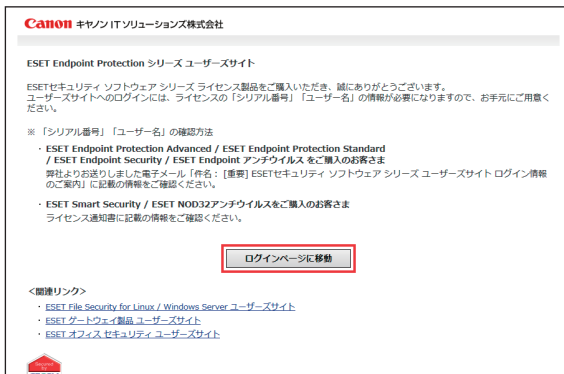 Canon キヤノン ITソリューションズ株式会社
ESET Endpoint Protection シリーズ ユーザーズサイト
ESETセキュリティ ソフトウェア シリーズ ライセンス製品をご購入いただき、誠にありがとうございます。
ユーザーズサイトへのログインには、ライセンスの「シリアル番号」「ユーザー名」の情報が必要になりますので、お手元にご用意く
ださい。
※ 「シリアル番号」「ユーザー名」の確認方法
・ESET Endpoint Protection Advanced / ESET Endpoint Protection Standard
/ ESET Endpoint Security / ESET Endpoint アンチウイルス をご購入のお客さま
弊社よりお送りしました電子メール「件名： [重要] ESETセキュリティ ソフトウェア シリーズ ユーザーズサイト ログイン情報
のご案内」に記載の情報をご確認ください。
・ESET Smart Security / ESET NOD32アンチウイルスをご購入のお客さま
ライセンス通知書に記載の情報をご確認ください。
ログインページに移動
＜関連リンク＞
・ESET File Security for Linux / Windows Server ユーザーズサイト
・ESET ゲートウェイ製品 ユーザーズサイト
・ESET オフィス セキュリティ ユーザーズサイト
Secured
by